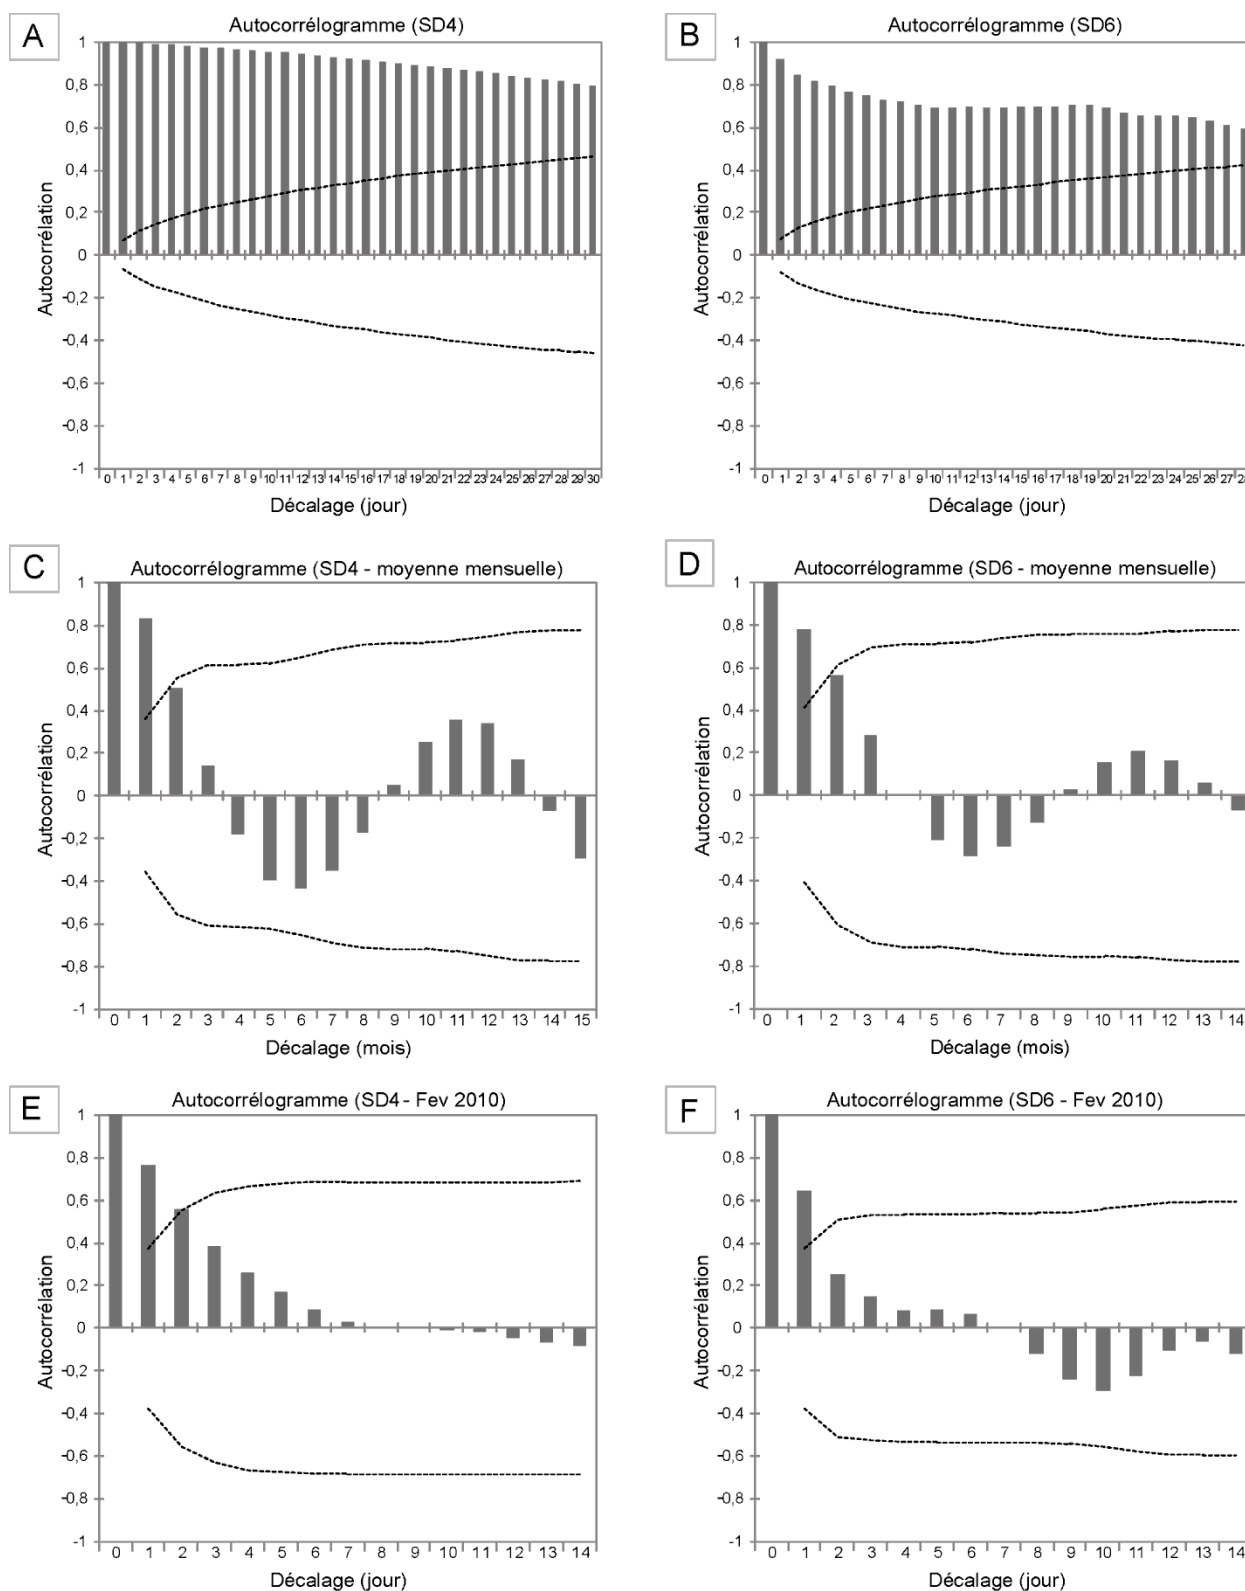 A
Autocorrélogramme (SD4)
1
0,8
0,6
0,4
0,2
0
-0,2
-0,4
-0,6
-0,8
-1
Autocorrélation
0 1 2 3 4 5 6 7 8 9 10 11 12 13 14 15 16 17 18 19 20 21 22 23 24 25 26 27 28 29 30
Décalage (jour)
B
Autocorrélogramme (SD6)
1
0,8
0,6
0,4
0,2
0
-0,2
-0,4
-0,6
-0,8
-1
Autocorrélation
0 1 2 3 4 5 6 7 8 9 10 11 12 13 14 15 16 17 18 19 20 21 22 23 24 25 26 27 28
Décalage (jour)
C
Autocorrélogramme (SD4 - moyenne mensuelle)
1
0,8
0,6
0,4
0,2
0
-0,2
-0,4
-0,6
-0,8
-1
Autocorrélation
0 1 2 3 4 5 6 7 8 9 10 11 12 13 14 15
Décalage (mois)
D
Autocorrélogramme (SD6 - moyenne mensuelle)
1
0,8
0,6
0,4
0,2
0
-0,2
-0,4
-0,6
-0,8
-1
Autocorrélation
0 1 2 3 4 5 6 7 8 9 10 11 12 13 14
Décalage (mois)
E
Autocorrélogramme (SD4 - Fev 2010)
1
0,8
0,6
0,4
0,2
0
-0,2
-0,4
-0,6
-0,8
-1
Autocorrélation
0 1 2 3 4 5 6 7 8 9 10 11 12 13 14
Décalage (jour)
F
Autocorrélogramme (SD6 - Fev 2010)
1
0,8
0,6
0,4
0,2
0
-0,2
-0,4
-0,6
-0,8
-1
Autocorrélation
0 1 2 3 4 5 6 7 8 9 10 11 12 13 14
Décalage (jour)